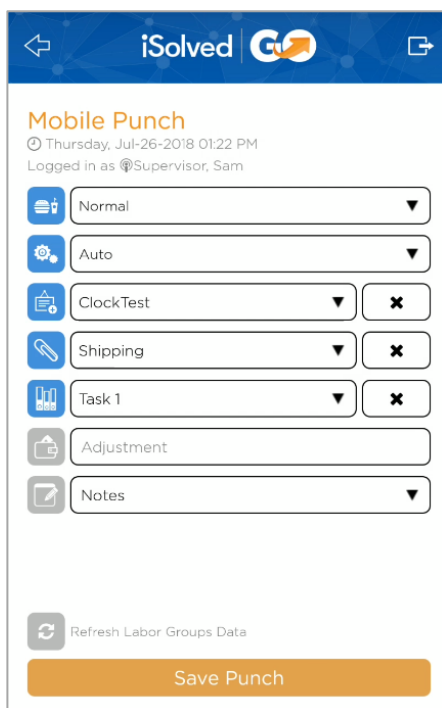 iSolved GO
Mobile Punch
Thursday, Jul-26-2018 01:22 PM
Logged in as Supervisor, Sam
Normal
Auto
ClockTest
Shipping
Task 1
Adjustment
Notes
Refresh Labor Groups Data
Save Punch